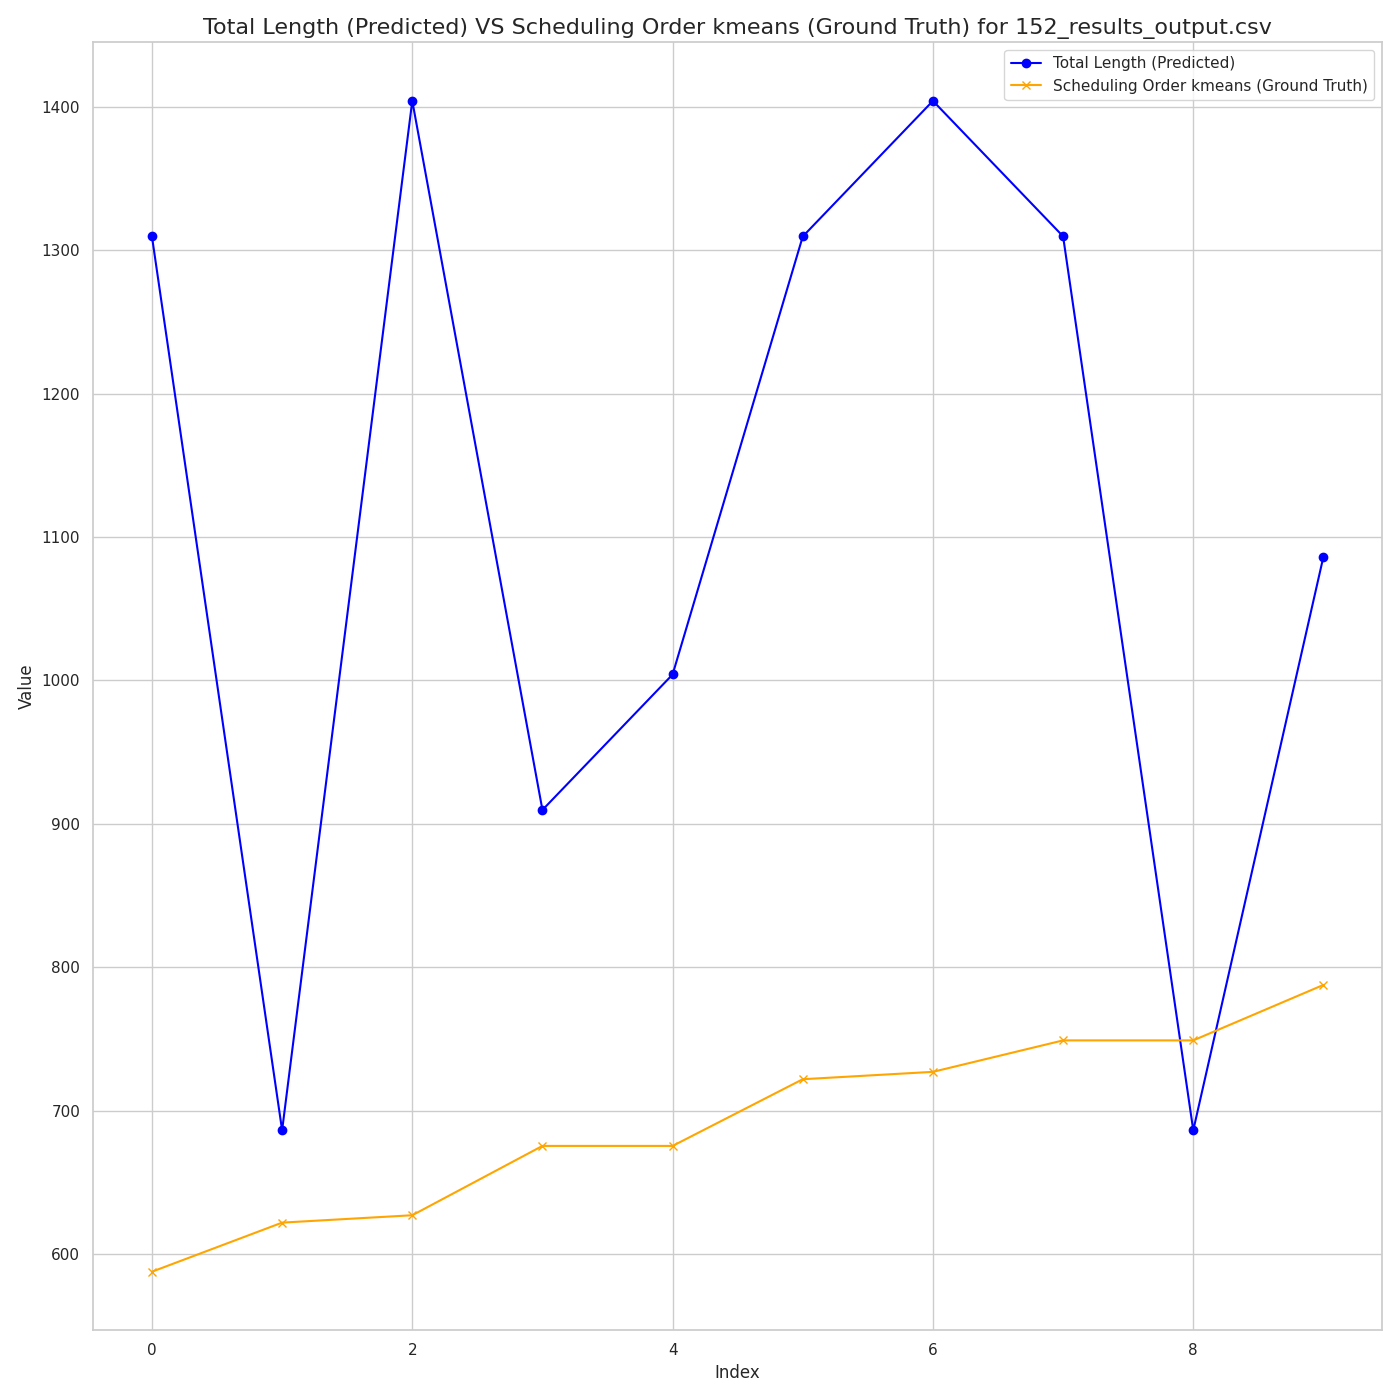 Total Length (Predicted) VS Scheduling Order kmeans (Ground Truth) for 152_results_output.csv
Total Length (Predicted)
Scheduling Order kmeans (Ground Truth)
1400
1300
1200
1100
1000
900
800
700
600
Value
0 2 4 6 8
Index